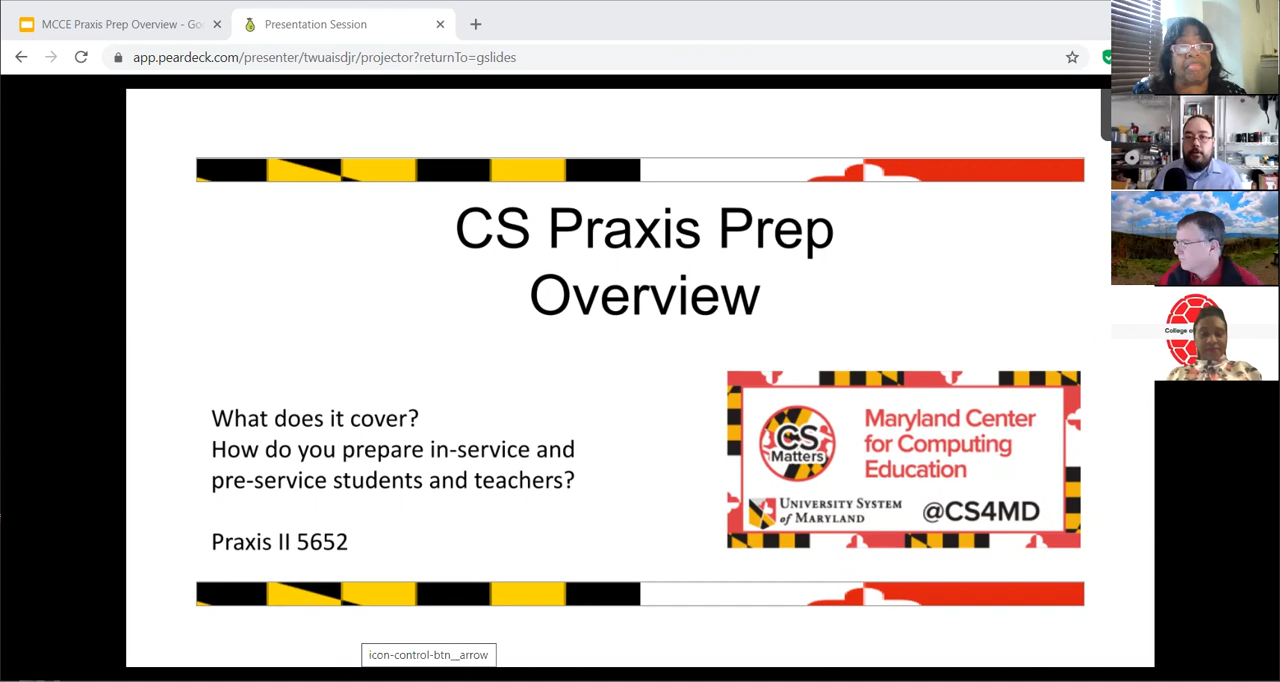 MCCE Praxis Prep Overview - Go
Presentation Session
app.peardeck.com/presenter/twuaisdjr/projector?returnTo=gslides
CS Praxis Prep
Overview
What does it cover?
How do you prepare in-service and
pre-service students and teachers?
Praxis II 5652
CS
Matters
Maryland Center
for Computing
Education
UNIVERSITY SYSTEM
of MARYLAND
@CS4MD
College of
icon-control-btn__arrow